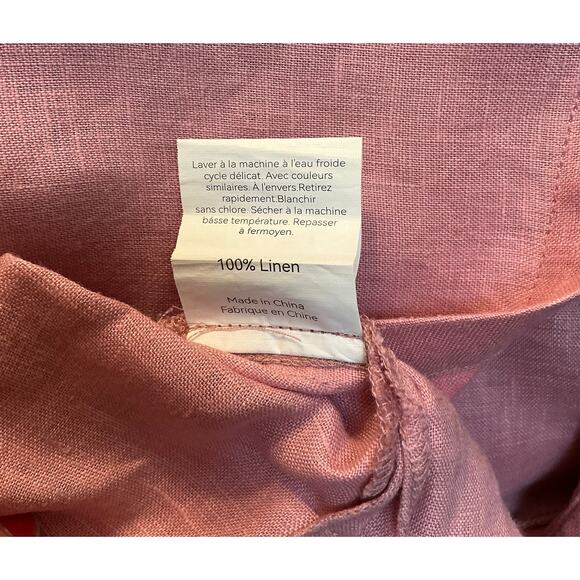 Laver à la machine à l'eau froide
cycle délicat. Avec couleurs
similaires. À l'envers.Retirez
rapidement.Blanchir
sans chlore. Sécher à la machine
bâsse température. Repasser
à fermoyen.
100% Linen
Made in China
Fabrique en Chine